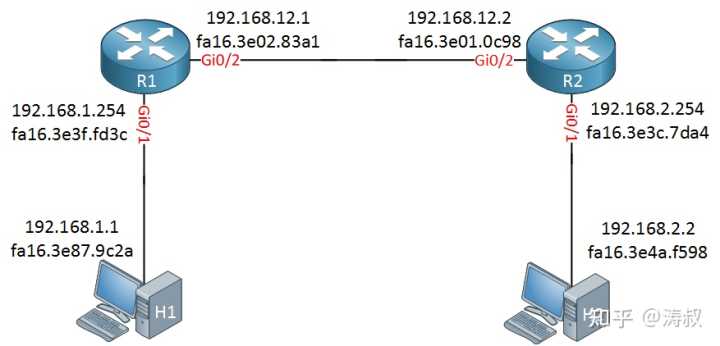 192.168.12.1
fa16.3e02.83a1
192.168.12.2
fa16.3e01.0c98
Gi0/2
Gi0/2
R1
R2
192.168.1.254
fa16.3e3f.fd3c
Gi0/1
192.168.2.254
fa16.3e3c.7da4
Gi0/1
192.168.1.1
fa16.3e87.9c2a
H1
192.168.2.2
fa16.3e4a.f598
H2
知乎 @涛叔